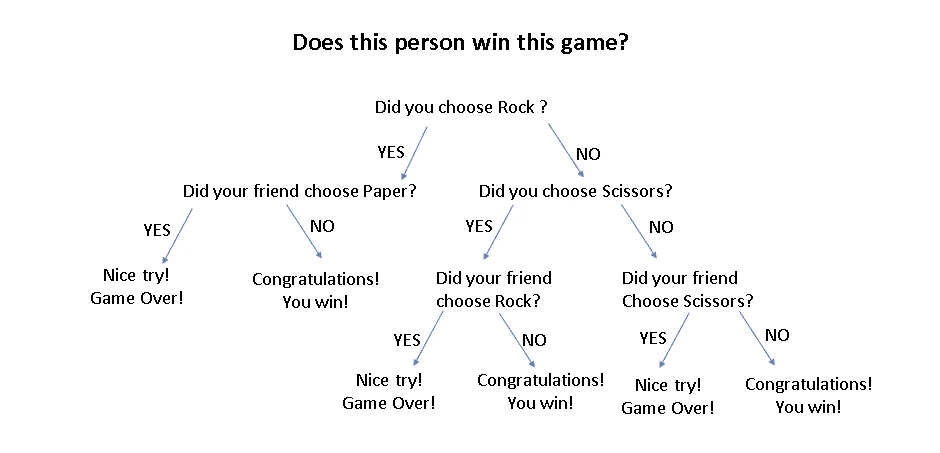 Does this person win this game?
Did you choose Rock ?
YES
NO
Did your friend choose Paper?
Did you choose Scissors?
YES
NO
YES
NO
Nice try!
Game Over!
Congratulations!
You win!
Did your friend
choose Rock?
Did your friend
Choose Scissors?
YES
NO
YES
NO
Nice try!
Game Over!
Congratulations!
You win!
Nice try!
Game Over!
Congratulations!
You win!